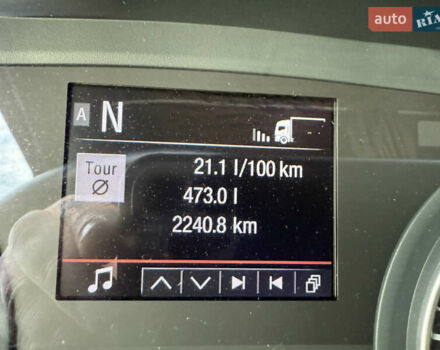 auto RIA
A N
Tour
Ø
21.1 l/100 km
473.0 l
2240.8 km